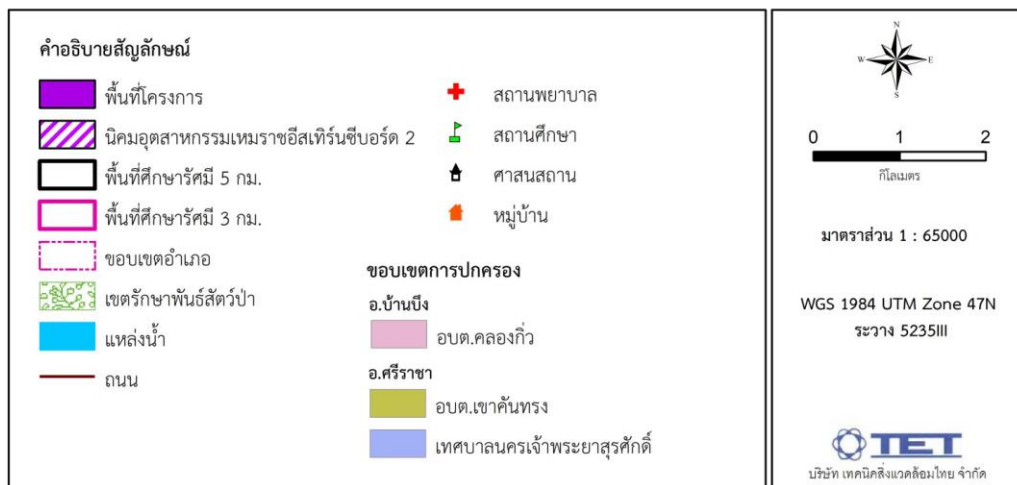 คำอธิบายสัญลักษณ์
พื้นที่โครงการ
นิคมอุตสาหกรรมเหมราชอีสเทิร์นซีบอร์ด 2
พื้นที่ศึกษารัศมี 5 กม.
พื้นที่ศึกษารัศมี 3 กม.
ขอบเขตอำเภอ
เขตรักษาพันธุ์สัตว์ป่า
แหล่งน้ำ
ถนน
สถานพยาบาล
สถานศึกษา
ศาสนสถาน
หมู่บ้าน
ขอบเขตการปกครอง
อ.บ้านบึง
อบต.คลองกิ่ว
อ.ศรีราชา
อบต.เขาคันทรง
เทศบาลนครเจ้าพระยาสุรศักดิ์
N
W E
S
0 1 2
กิโลเมตร
มาตราส่วน 1 : 65000
WGS 1984 UTM Zone 47N
ระวาง 5235III
TET
บริษัท เทคนิคสิ่งแวดล้อมไทย จำกัด